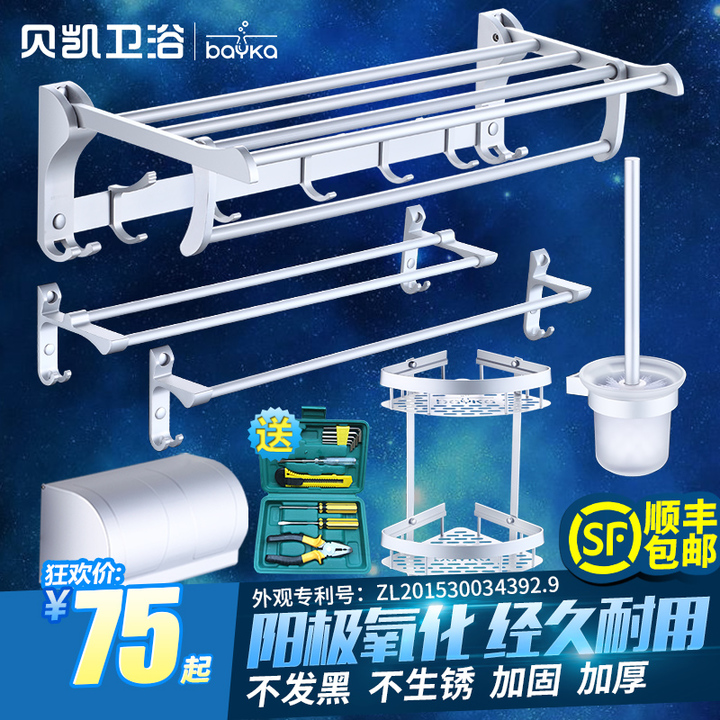 贝凯卫浴 bayka
送
SF 顺丰
包邮
狂欢价:
¥75起
外观专利号：ZL201530034392.9
阳极氧化 经久耐用
不发黑 不生锈 加固 加厚